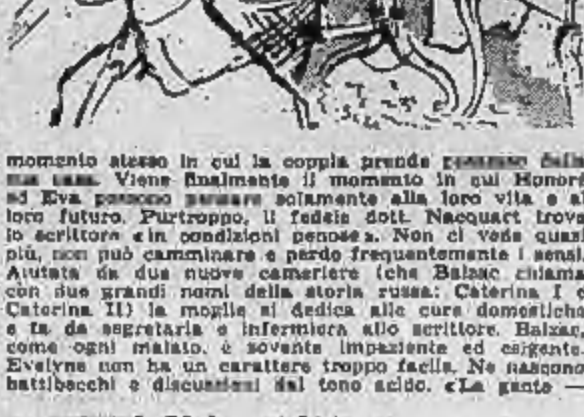 momento stesso in cui la coppia prende possesso della
sua casa. Viene finalmente il momento in cui Honoré
ed Eva possono pensare solamente alla loro vita e al
loro futuro. Purtroppo, il fedele dott. Nacquart trova
lo scrittore «in condizioni penose». Non ci vede quasi
più, non può camminare e perde frequentemente i sensi.
Aiutata da due nuove cameriere (che Balzac chiama
con due grandi nomi della storia russa: Caterina I e
Caterina II) la moglie si dedica alle cure domestiche
e fa da segretaria e infermiera allo scrittore. Balzac,
come ogni malato, è sovente impaziente ed esigente.
Evelyne non ha un carattere troppo facile. Ne nascono
battibecchi e discussioni dal tono acido. «La gente —